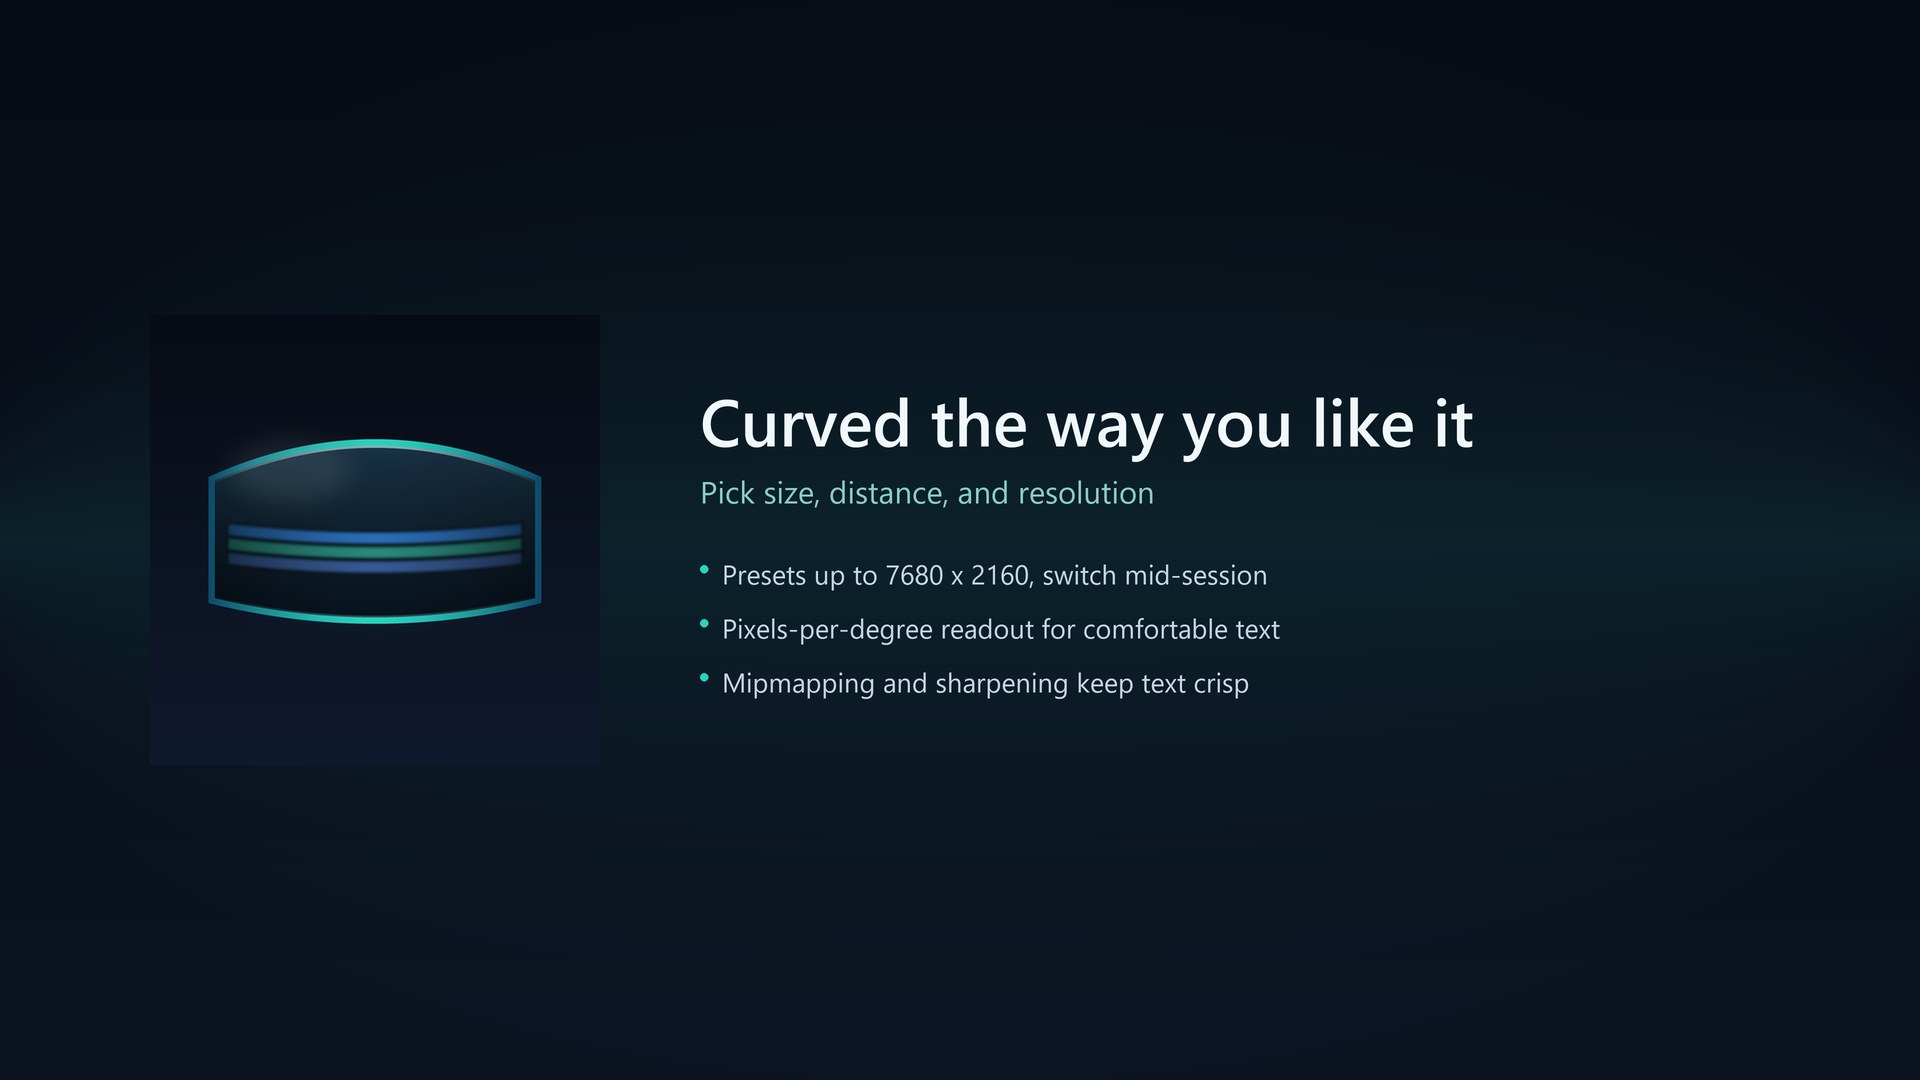 Curved the way you like it
Pick size, distance, and resolution
• Presets up to 7680 x 2160, switch mid-session
• Pixels-per-degree readout for comfortable text
• Mipmapping and sharpening keep text crisp